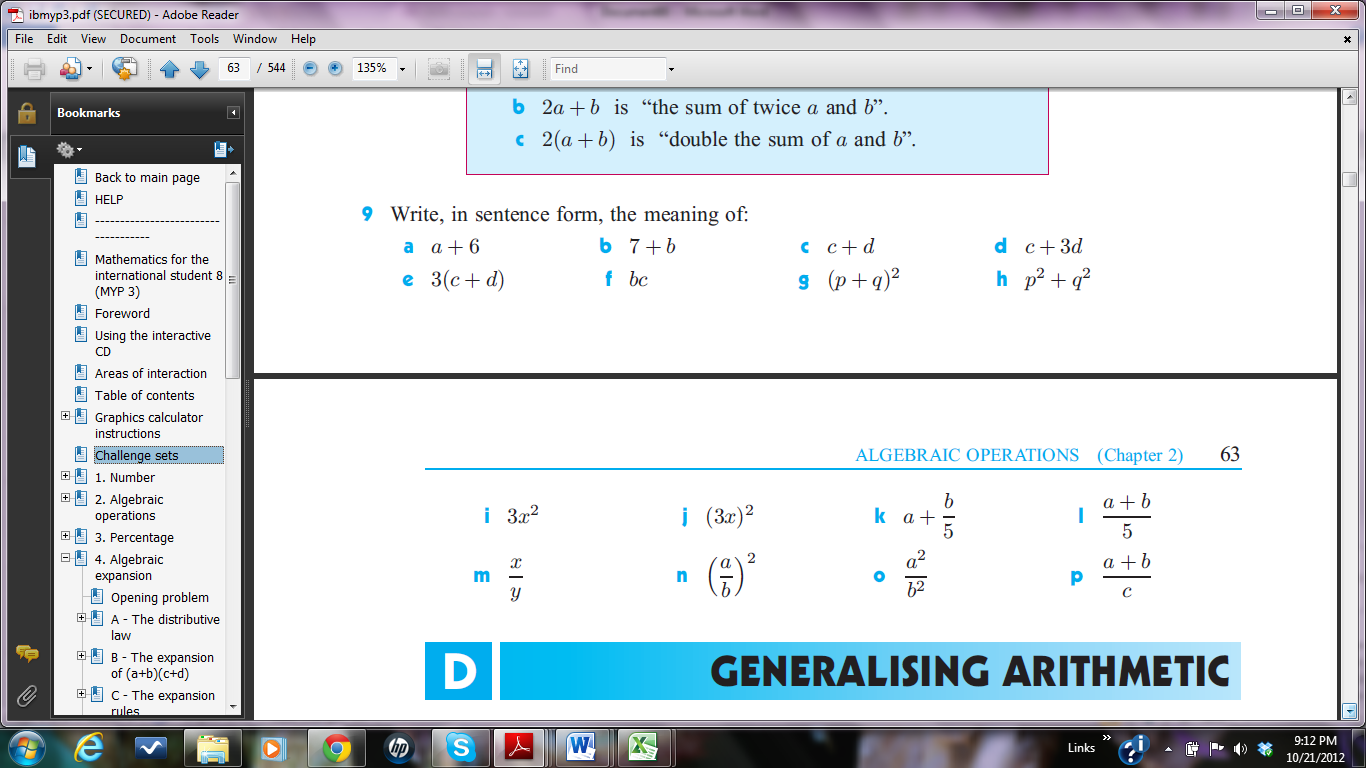 ibmyp3.pdf (SECURED) - Adobe Reader
File Edit View Document Tools Window Help
63 / 544 135% Find
Bookmarks
Back to main page
HELP
-------------------------
-----------
Mathematics for the
international student 8
(MYP 3)
Foreword
Using the interactive
CD
Areas of interaction
Table of contents
Graphics calculator
instructions
Challenge sets
1. Number
2. Algebraic
operations
3. Percentage
4. Algebraic
expansion
Opening problem
A - The distributive
law
B - The expansion
of (a+b)(c+d)
C - The expansion
rules
b 2a + b is “the sum of twice a and b”.
c 2(a + b) is “double the sum of a and b”.
9 Write, in sentence form, the meaning of:
a a + 6 b 7 + b c c + d d c + 3d
e 3(c + d) f bc g (p + q)² h p² + q²
ALGEBRAIC OPERATIONS (Chapter 2) 63
i 3x² j (3x)² k a + b/5 l (a + b)/5
m x/y n (a/b)² o a²/b² p (a + b)/c
D GENERALISING ARITHMETIC
Links » 9:12 PM
10/21/2012